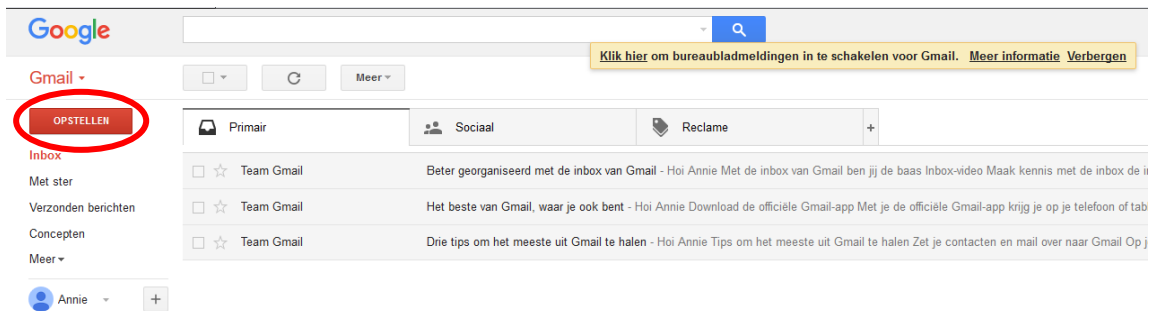 Google
Klik hier om bureaubladmeldingen in te schakelen voor Gmail. Meer informatie Verbergen
Gmail
Meer
OPSTELLEN
Primair Sociaal Reclame +
Inbox
Met ster
Verzonden berichten
Concepten
Meer
Team Gmail Beter georganiseerd met de inbox van Gmail - Hoi Annie Met de inbox van Gmail ben jij de baas Inbox-video Maak kennis met de inbox de
Team Gmail Het beste van Gmail, waar je ook bent - Hoi Annie Download de officiële Gmail-app Met je de officiële Gmail-app krijg je op je telefoon of tab
Team Gmail Drie tips om het meeste uit Gmail te halen - Hoi Annie Tips om het meeste uit Gmail te halen Zet je contacten en mail over naar Gmail Op
Annie +